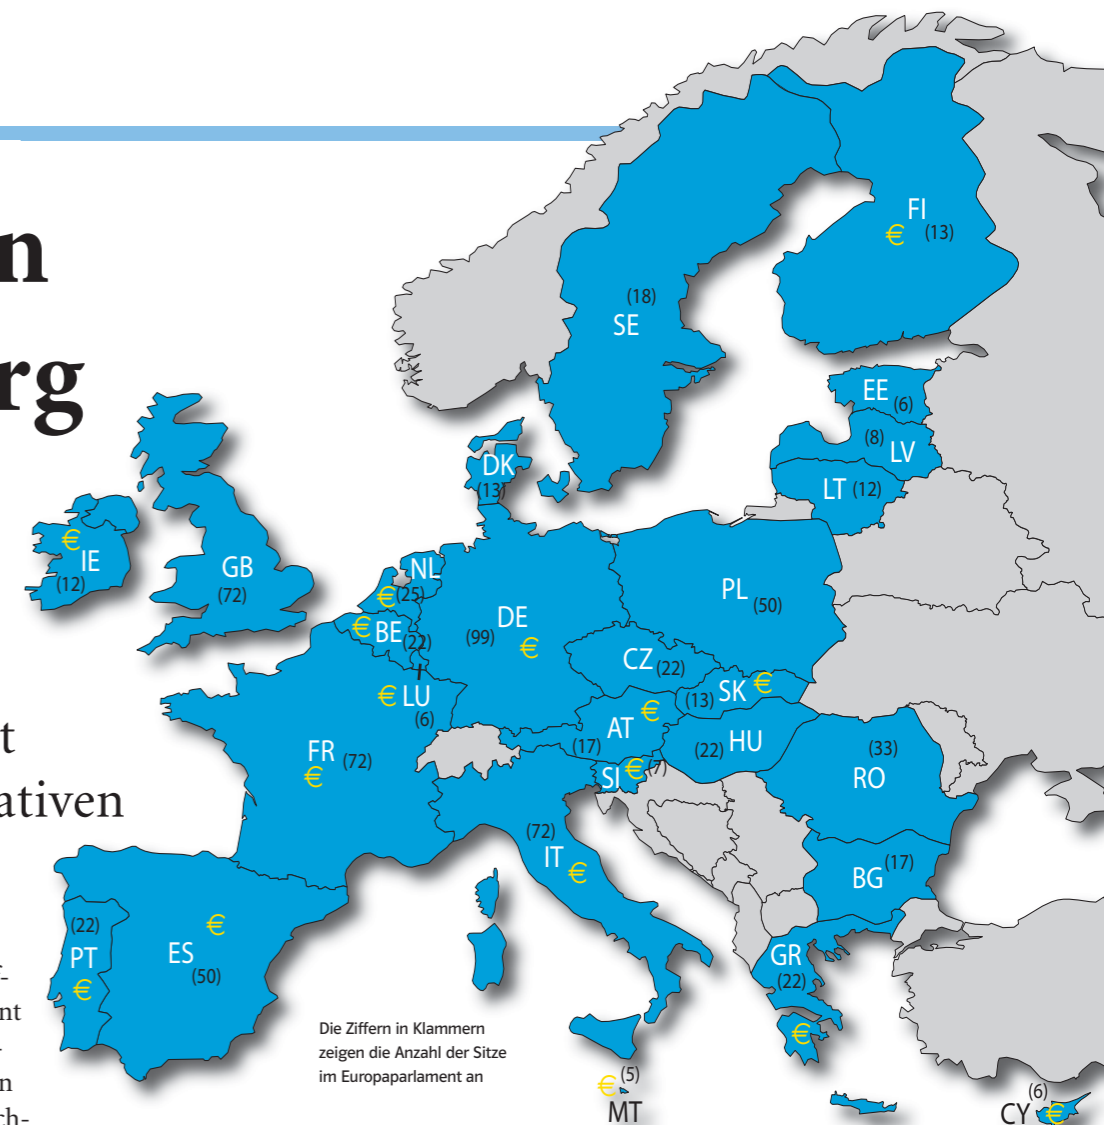 n
rg
t
ativen
f-
nt
-
n
ch-
FI
€ (13)
(18)
SE
EE
(6)
(8)
LV
LT (12)
DK
(13)
€
IE
(12)
GB
(72)
NL
€ (25)
€ BE (22)
DE
(99)
€
PL
(50)
CZ (22)
€ LU
(6)
(13) SK €
€
AT
(17)
(22) HU
FR (72)
€
SI € (7)
(33)
RO
(72)
IT
€
BG (17)
(22)
PT
€
€
ES
(50)
GR
(22)
€
Die Ziffern in Klammern
zeigen die Anzahl der Sitze
im Europaparlament an
€ (5)
MT
(6)
CY €